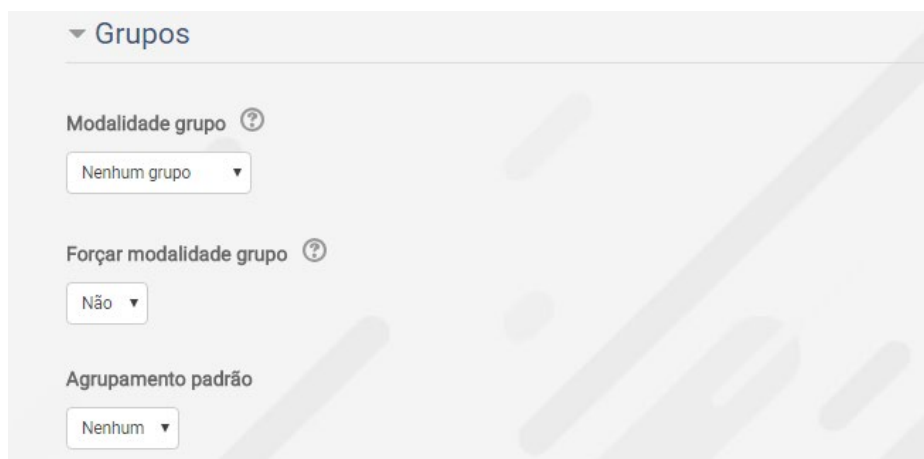 Grupos
Modalidade grupo
Nenhum grupo
Forçar modalidade grupo
Não
Agrupamento padrão
Nenhum